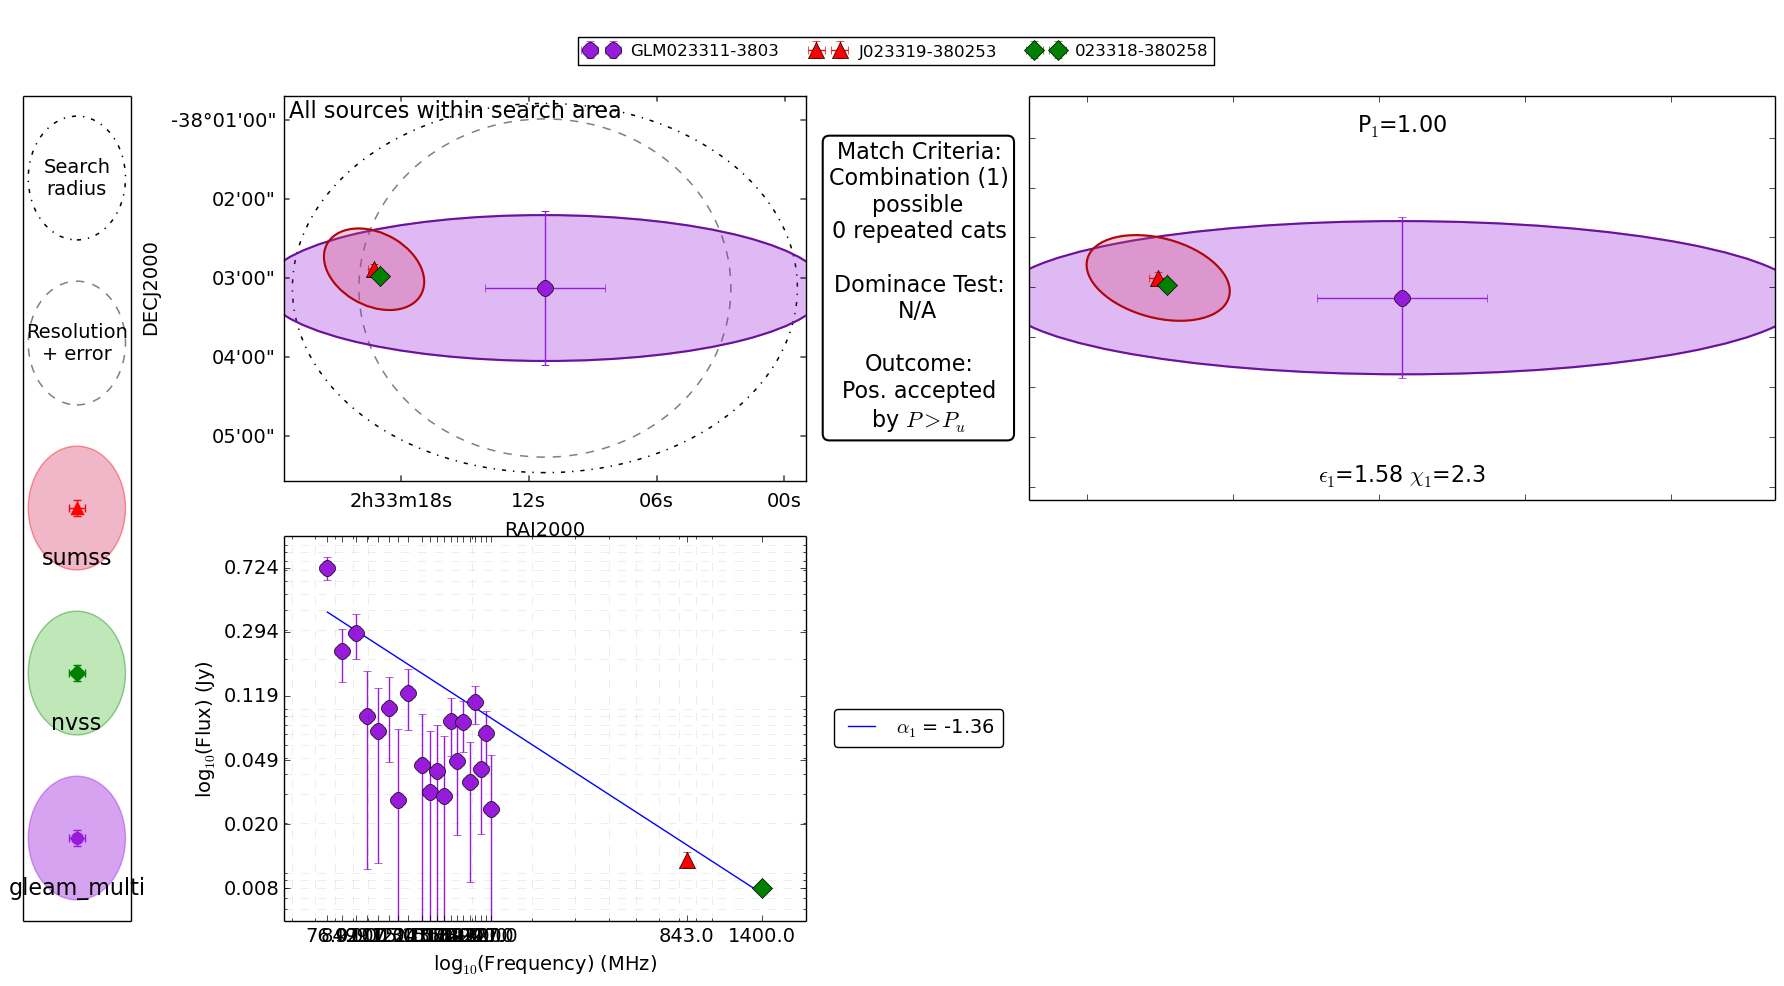 GLM023311-3803 J023319-380253 023318-380258
Search
radius
Resolution
+ error
sumss
nvss
gleam_multi
All sources within search area
-38°01'00"
02'00"
03'00"
04'00"
05'00"
DECJ2000
2h33m18s 12s 06s 00s
RAJ2000
Match Criteria:
Combination (1)
possible
0 repeated cats
Dominace Test:
N/A
Outcome:
Pos. accepted
by P>Pu
P1=1.00
ϵ1=1.58 χ1=2.3
0.724
0.294
0.119
0.049
0.020
0.008
log10(Flux) (Jy)
843.0 1400.0
log10(Frequency) (MHz)
α1 = -1.36